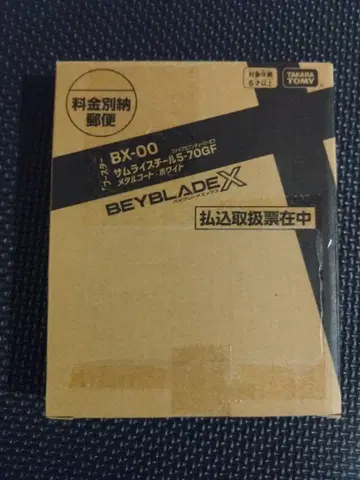 料金別納
郵便
対象年齢
6才以上
TAKARA
TOMY
ブースター
BX-00
サムライスチール5-70GF
メタルコート：ホワイト
BEYBLADE X
払込取扱票在中